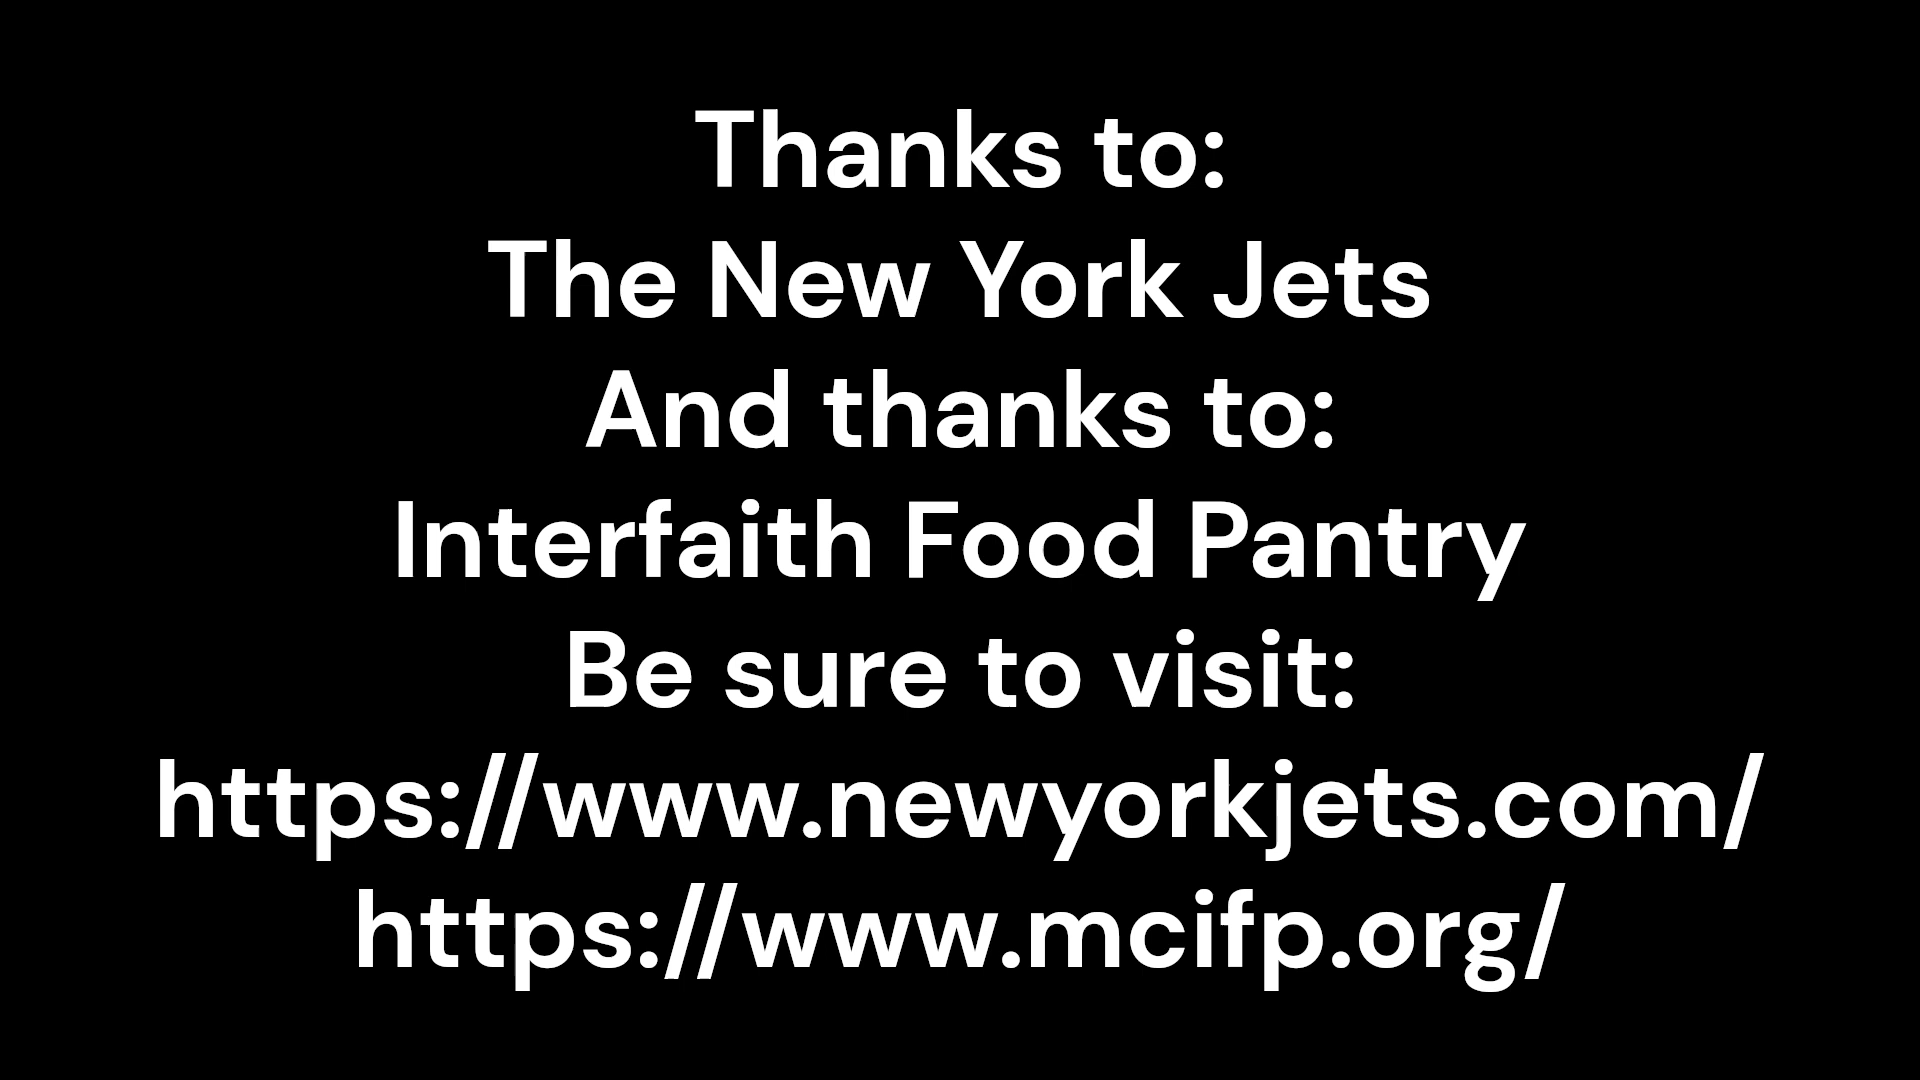 Thanks to:
The New York Jets
And thanks to:
Interfaith Food Pantry
Be sure to visit:
https://www.newyorkjets.com/
https://www.mcifp.org/